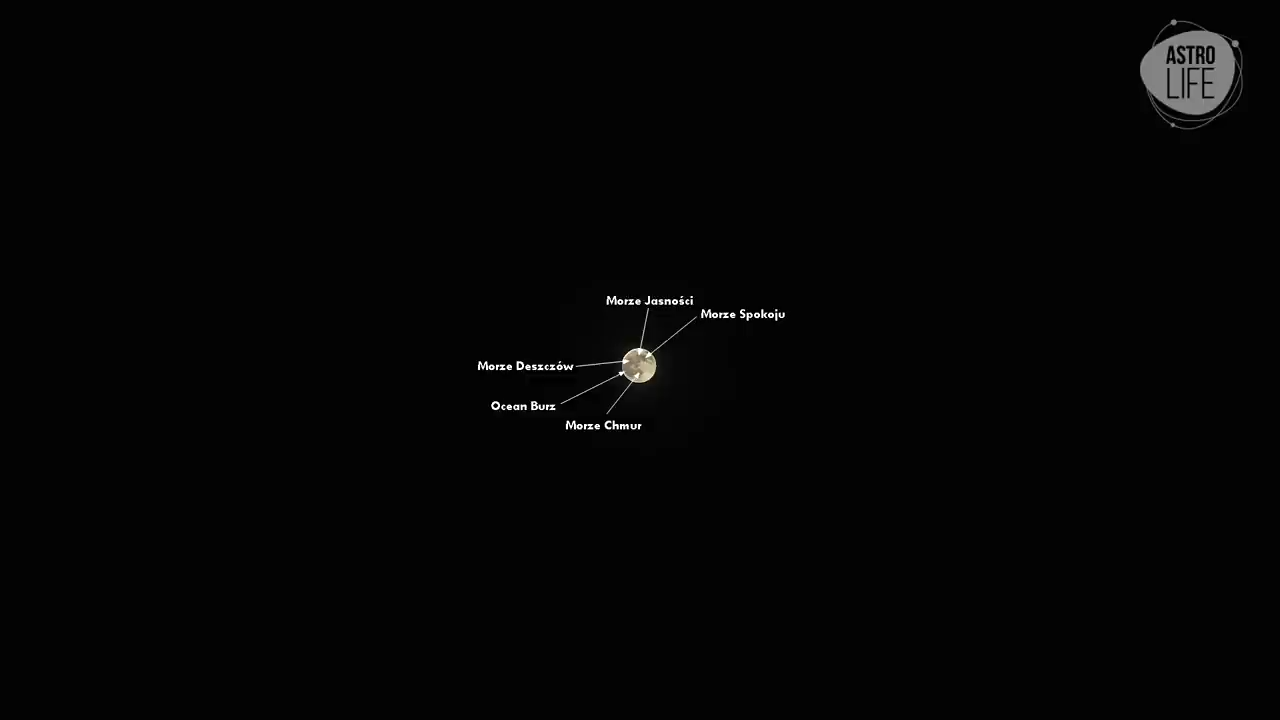 ASTRO
LIFE
Morze Jasności
Morze Spokoju
Morze Deszczów
Ocean Burz
Morze Chmur